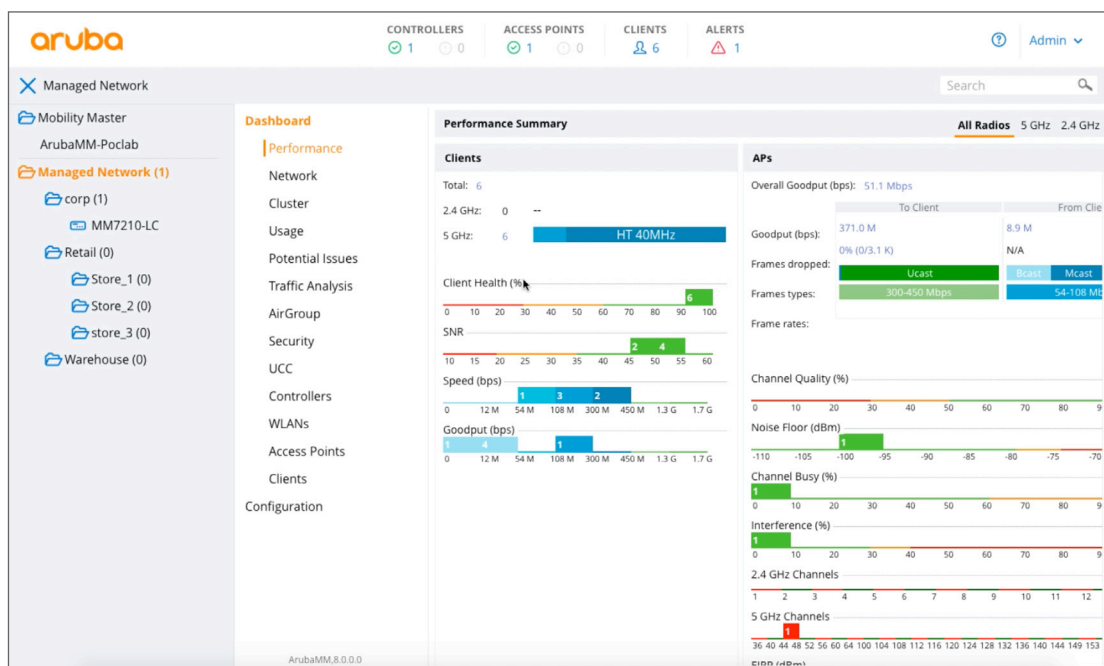 aruba
CONTROLLERS ACCESS POINTS CLIENTS ALERTS
1 0 1 0 6 1
? Admin
Managed Network
Search
Mobility Master
ArubaMM-Poclab
Managed Network (1)
corp (1)
MM7210-LC
Retail (0)
Store_1 (0)
Store_2 (0)
store_3 (0)
Warehouse (0)
Dashboard
Performance
Network
Cluster
Usage
Potential Issues
Traffic Analysis
AirGroup
Security
UCC
Controllers
WLANs
Access Points
Clients
Configuration
ArubaMM,8.0.0.0
Performance Summary
All Radios 5 GHz 2.4 GHz
Clients
Total: 6
2.4 GHz: 0 --
5 GHz: 6 HT 40MHz
Client Health (%)
6
0 10 20 30 40 50 60 70 80 90 100
SNR
2 4
10 15 20 25 30 35 40 45 50 55 60
Speed (bps)
1 3 2
0 12 M 54 M 108 M 300 M 450 M 1.3 G 1.7 G
Goodput (bps)
1 4 1
0 12 M 54 M 108 M 300 M 450 M 1.3 G 1.7 G
APs
Overall Goodput (bps): 51.1 Mbps
To Client From Clie
Goodput (bps): 371.0 M 8.9 M
0% (0/3.1 K) N/A
Frames dropped:
Ucast Bcast Mcast
Frames types: 300-450 Mbps 54-108 Mb
Frame rates:
Channel Quality (%)
0 10 20 30 40 50 60 70 80 9
Noise Floor (dBm)
1
-110 -105 -100 -95 -90 -85 -80 -75 -70
Channel Busy (%)
1
0 10 20 30 40 50 60 70 80 9
Interference (%)
1
0 10 20 30 40 50 60 70 80 9
2.4 GHz Channels
1 2 3 4 5 6 7 8 9 10 11 12
5 GHz Channels
1
36 40 44 48 52 56 60 64 100 104 108 112 116 120 124 128 132 136 140 144 149 153
EIRP (dBm)